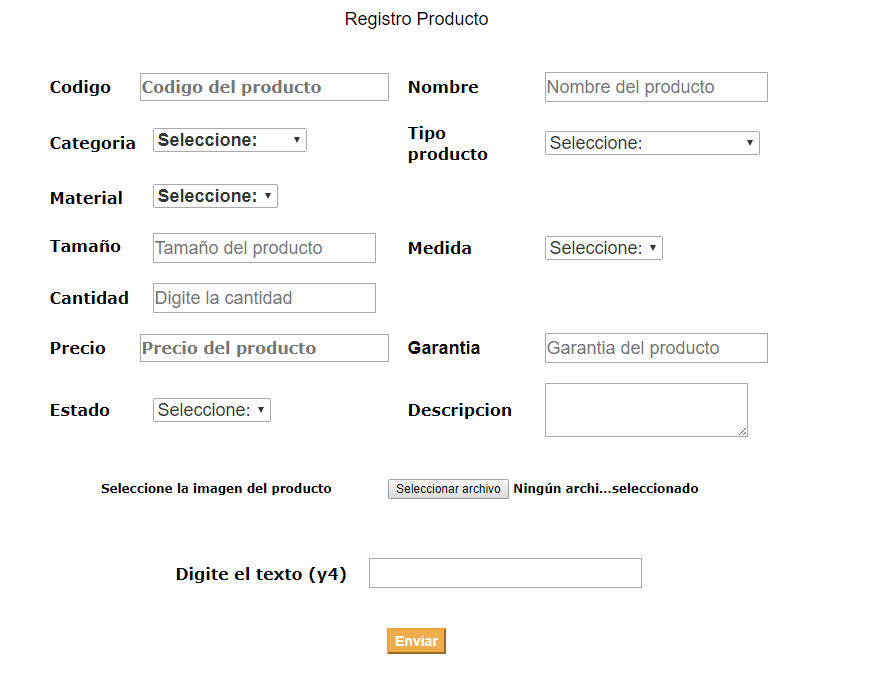 Registro Producto
Codigo Codigo del producto Nombre Nombre del producto
Categoria Seleccione: Tipo producto Seleccione:
Material Seleccione:
Tamaño Tamaño del producto Medida Seleccione:
Cantidad Digite la cantidad
Precio Precio del producto Garantia Garantia del producto
Estado Seleccione: Descripcion
Seleccione la imagen del producto Seleccionar archivo Ningún archi...seleccionado
Digite el texto (y4)
Enviar